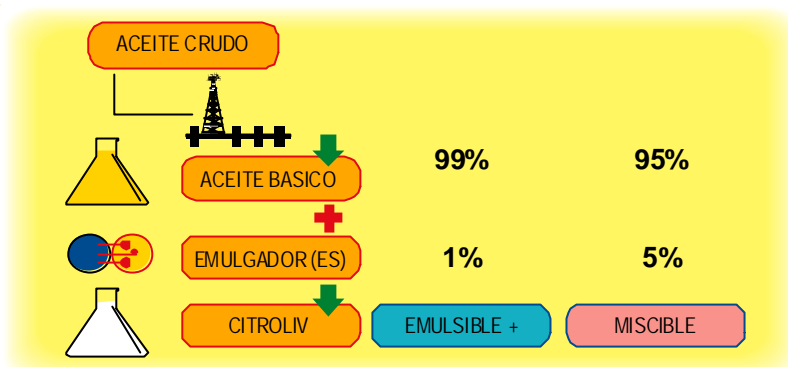 ACEITE CRUDO
ACEITE BASICO 99% 95%
EMULGADOR (ES) 1% 5%
CITROLIV EMULSIBLE + MISCIBLE